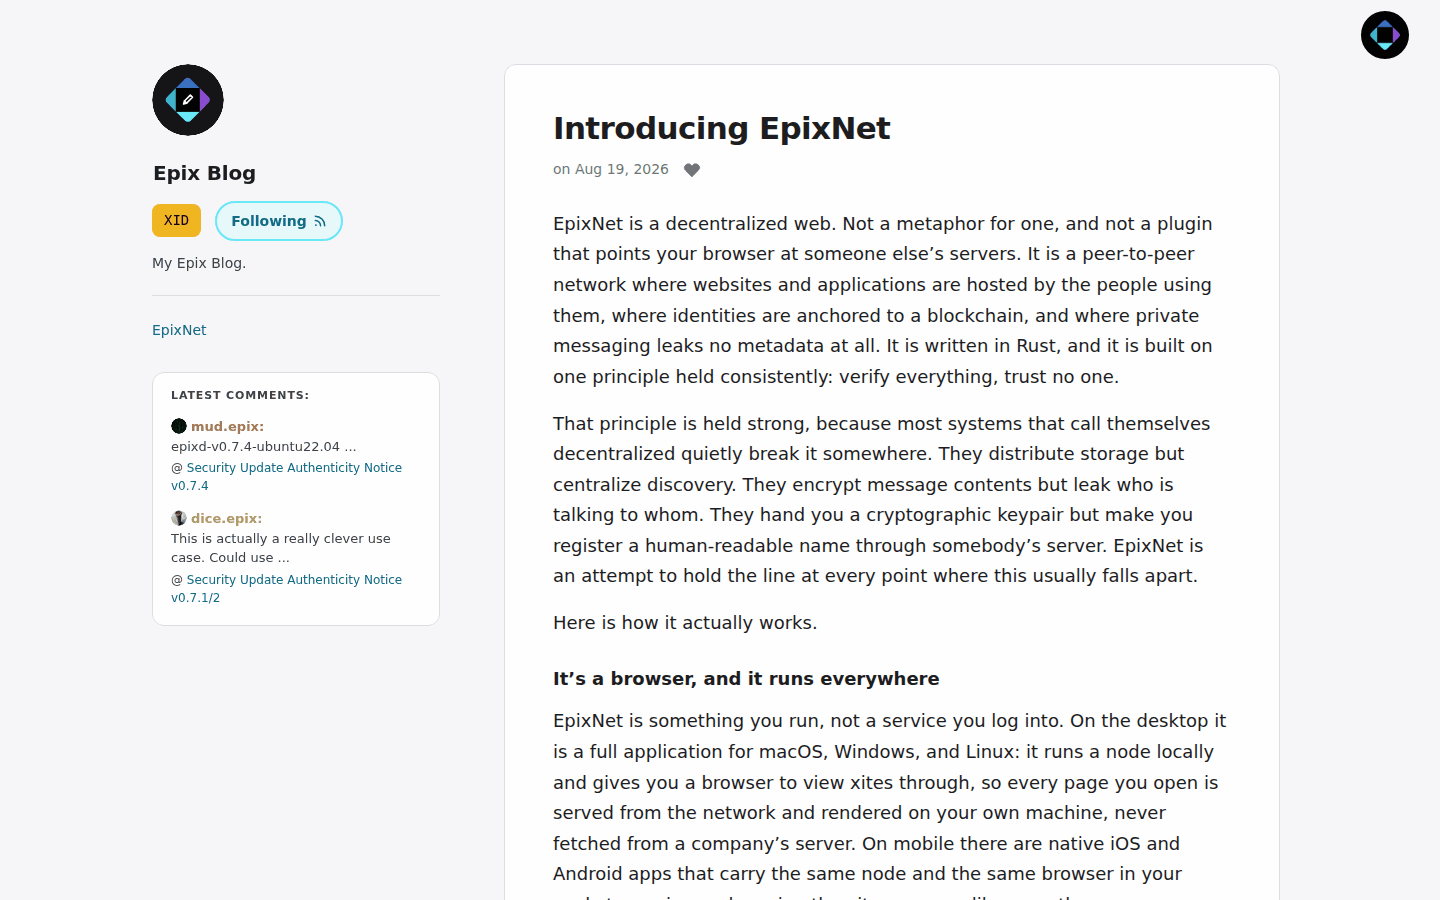 Epix Blog
XID
Following
My Epix Blog.
EpixNet
LATEST COMMENTS:
mud.epix:
epixd-v0.7.4-ubuntu22.04 ...
@ Security Update Authenticity Notice
v0.7.4
dice.epix:
This is actually a really clever use
case. Could use ...
@ Security Update Authenticity Notice
v0.7.1/2
Introducing EpixNet
on Aug 19, 2026
EpixNet is a decentralized web. Not a metaphor for one, and not a plugin
that points your browser at someone else’s servers. It is a peer-to-peer
network where websites and applications are hosted by the people using
them, where identities are anchored to a blockchain, and where private
messaging leaks no metadata at all. It is written in Rust, and it is built on
one principle held consistently: verify everything, trust no one.
That principle is held strong, because most systems that call themselves
decentralized quietly break it somewhere. They distribute storage but
centralize discovery. They encrypt message contents but leak who is
talking to whom. They hand you a cryptographic keypair but make you
register a human-readable name through somebody’s server. EpixNet is
an attempt to hold the line at every point where this usually falls apart.
Here is how it actually works.
It’s a browser, and it runs everywhere
EpixNet is something you run, not a service you log into. On the desktop it
is a full application for macOS, Windows, and Linux: it runs a node locally
and gives you a browser to view xites through, so every page you open is
served from the network and rendered on your own machine, never
fetched from a company’s server. On mobile there are native iOS and
Android apps that carry the same node and the same browser in your